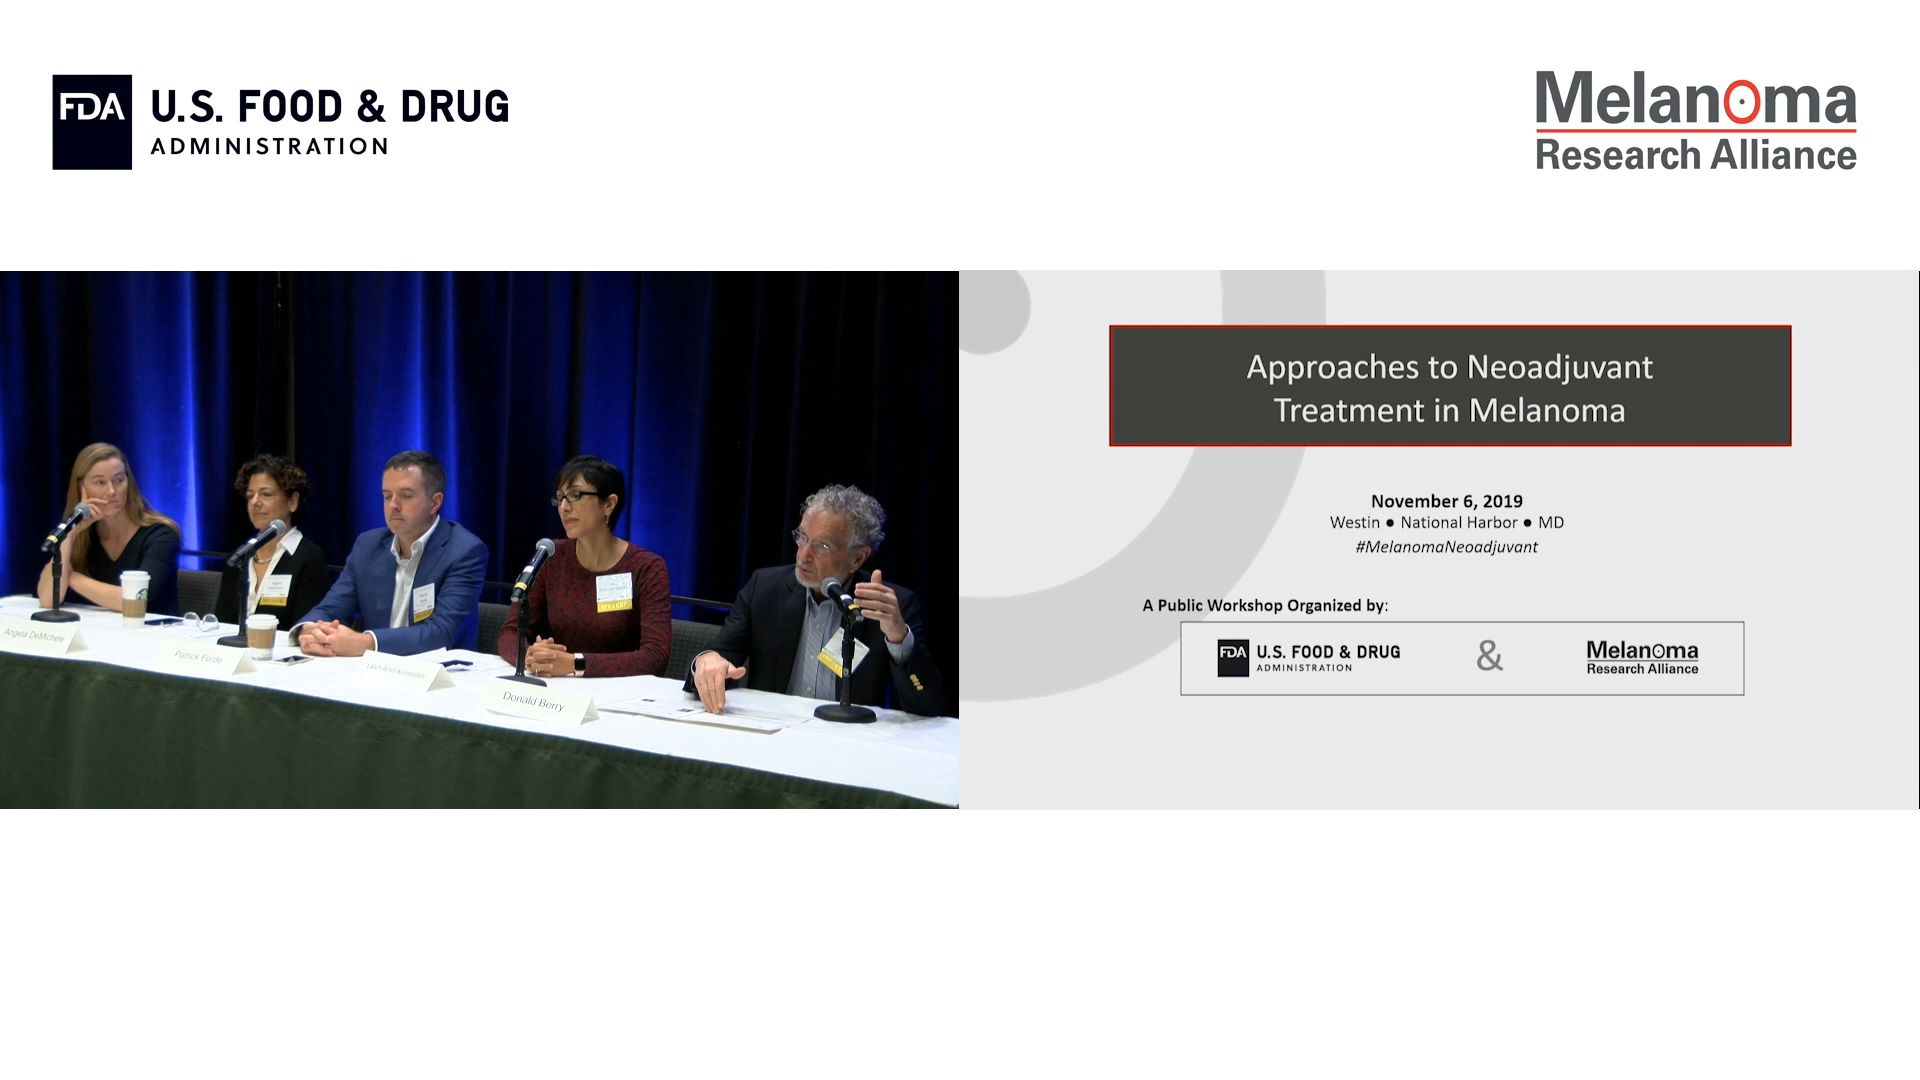 FDA
U.S. FOOD & DRUG
ADMINISTRATION
Melanoma
Research Alliance
Angela DeMichele
Patrick Forde
Donald Berry
SPEAKER
Approaches to Neoadjuvant
Treatment in Melanoma
November 6, 2019
Westin ● National Harbor ● MD
#MelanomaNeoadjuvant
A Public Workshop Organized by:
FDA
U.S. FOOD & DRUG
ADMINISTRATION
&
Melanoma
Research Alliance